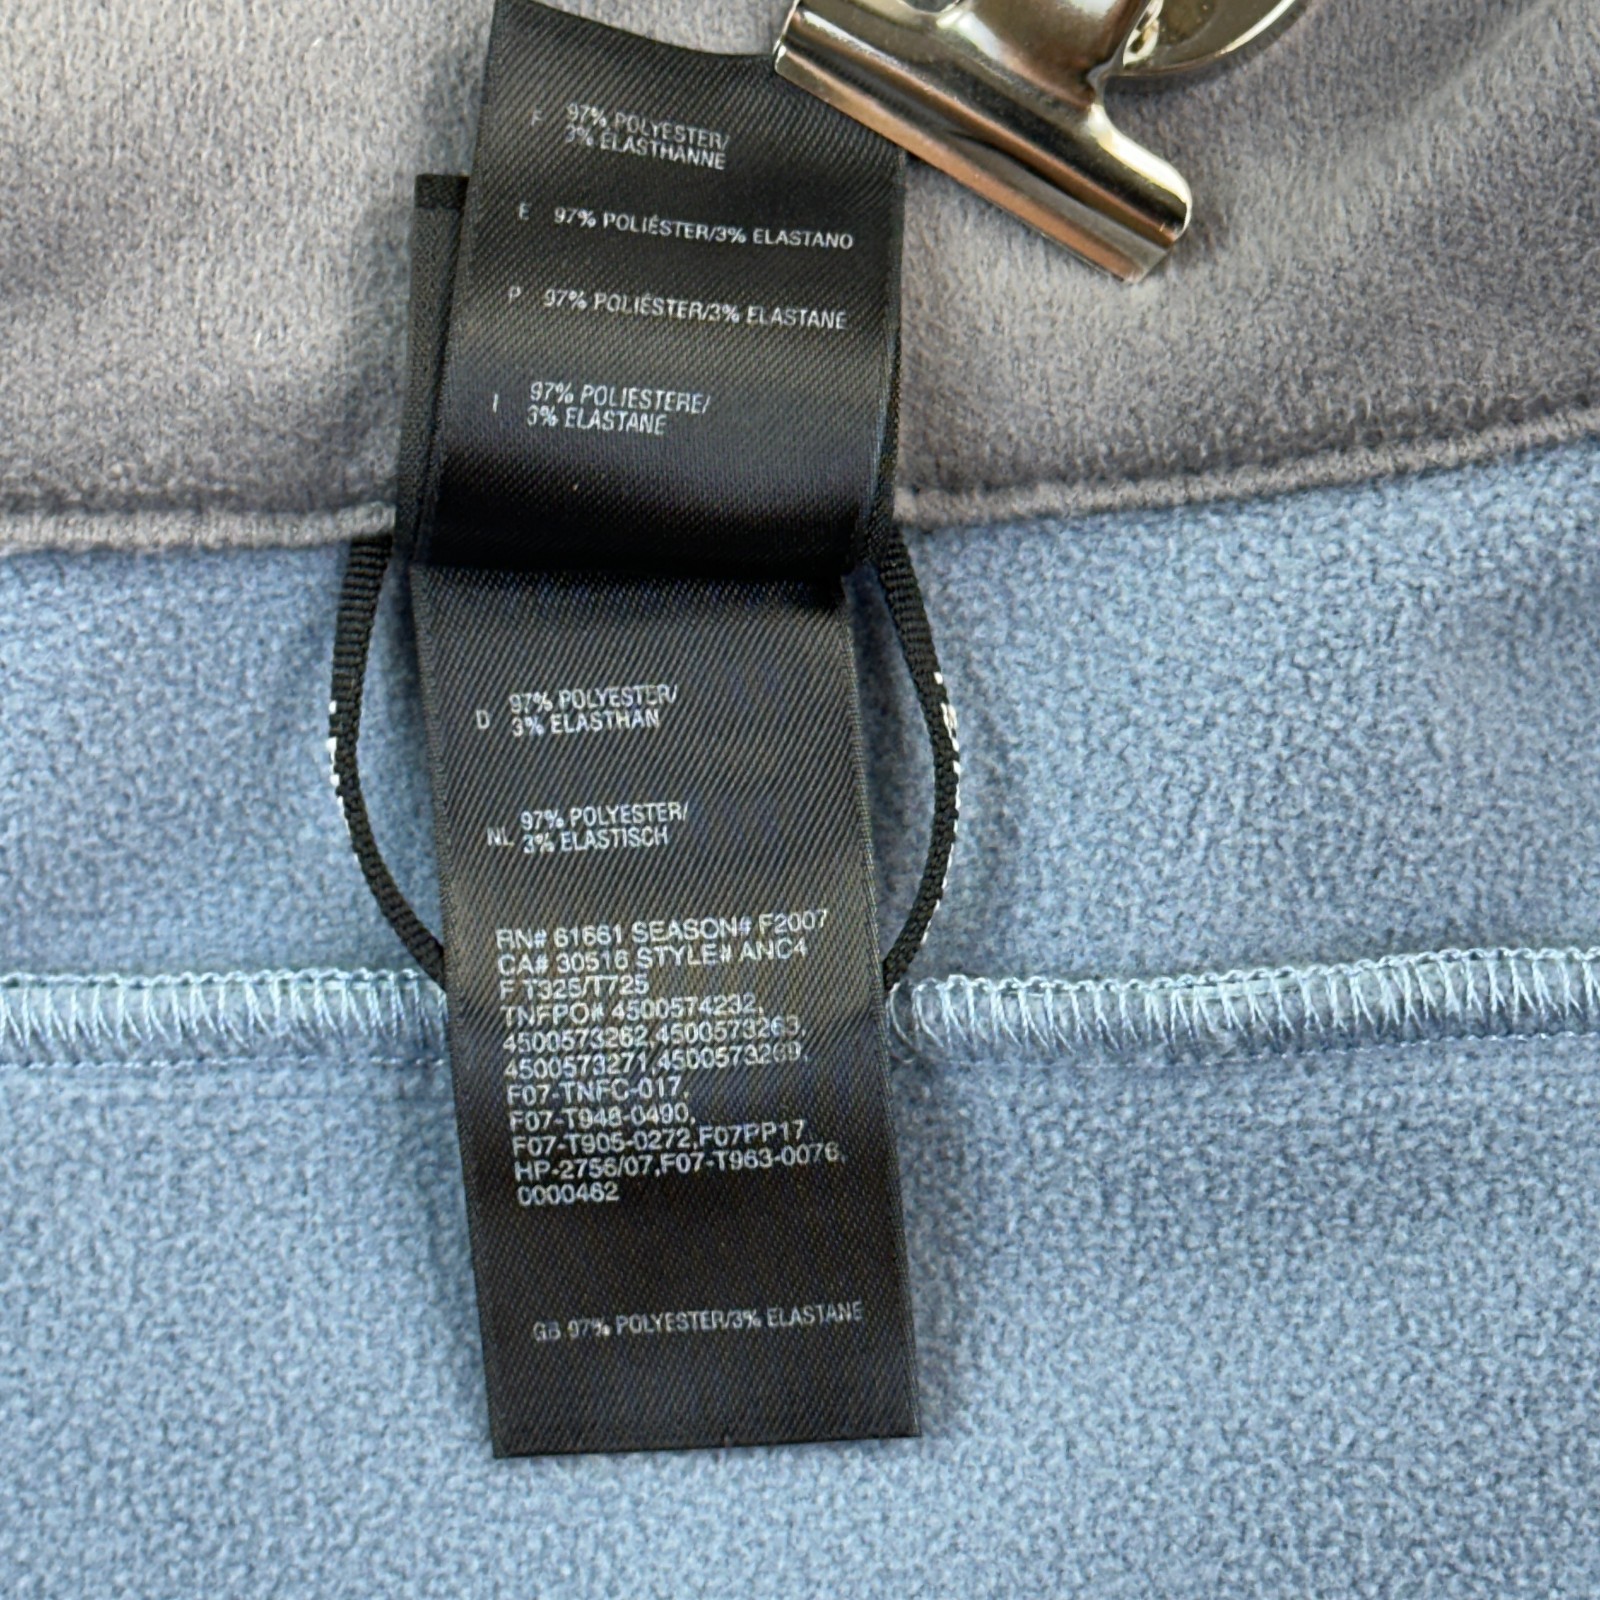 F 97% POLYESTER/
3% ELASTHANNE
E 97% POLIÉSTER/3% ELASTANO
P 97% POLIÉSTER/3% ELASTANE
I 97% POLIESTERE/
3% ELASTANE
D 97% POLYESTER/
3% ELASTHAN
NL 97% POLYESTER/
3% ELASTISCH
RN# 61661 SEASON# F2007
CA# 30516 STYLE# ANC4
F T325/T725
TNFPO# 4500574232,
4500573262,4500573263,
4500573271,4500573269,
F07-TNFC-017,
F07-T948-0490,
F07-T905-0272,F07PP17
HP-2756/07,F07-T963-0076,
0000462
GB 97% POLYESTER/3% ELASTANE